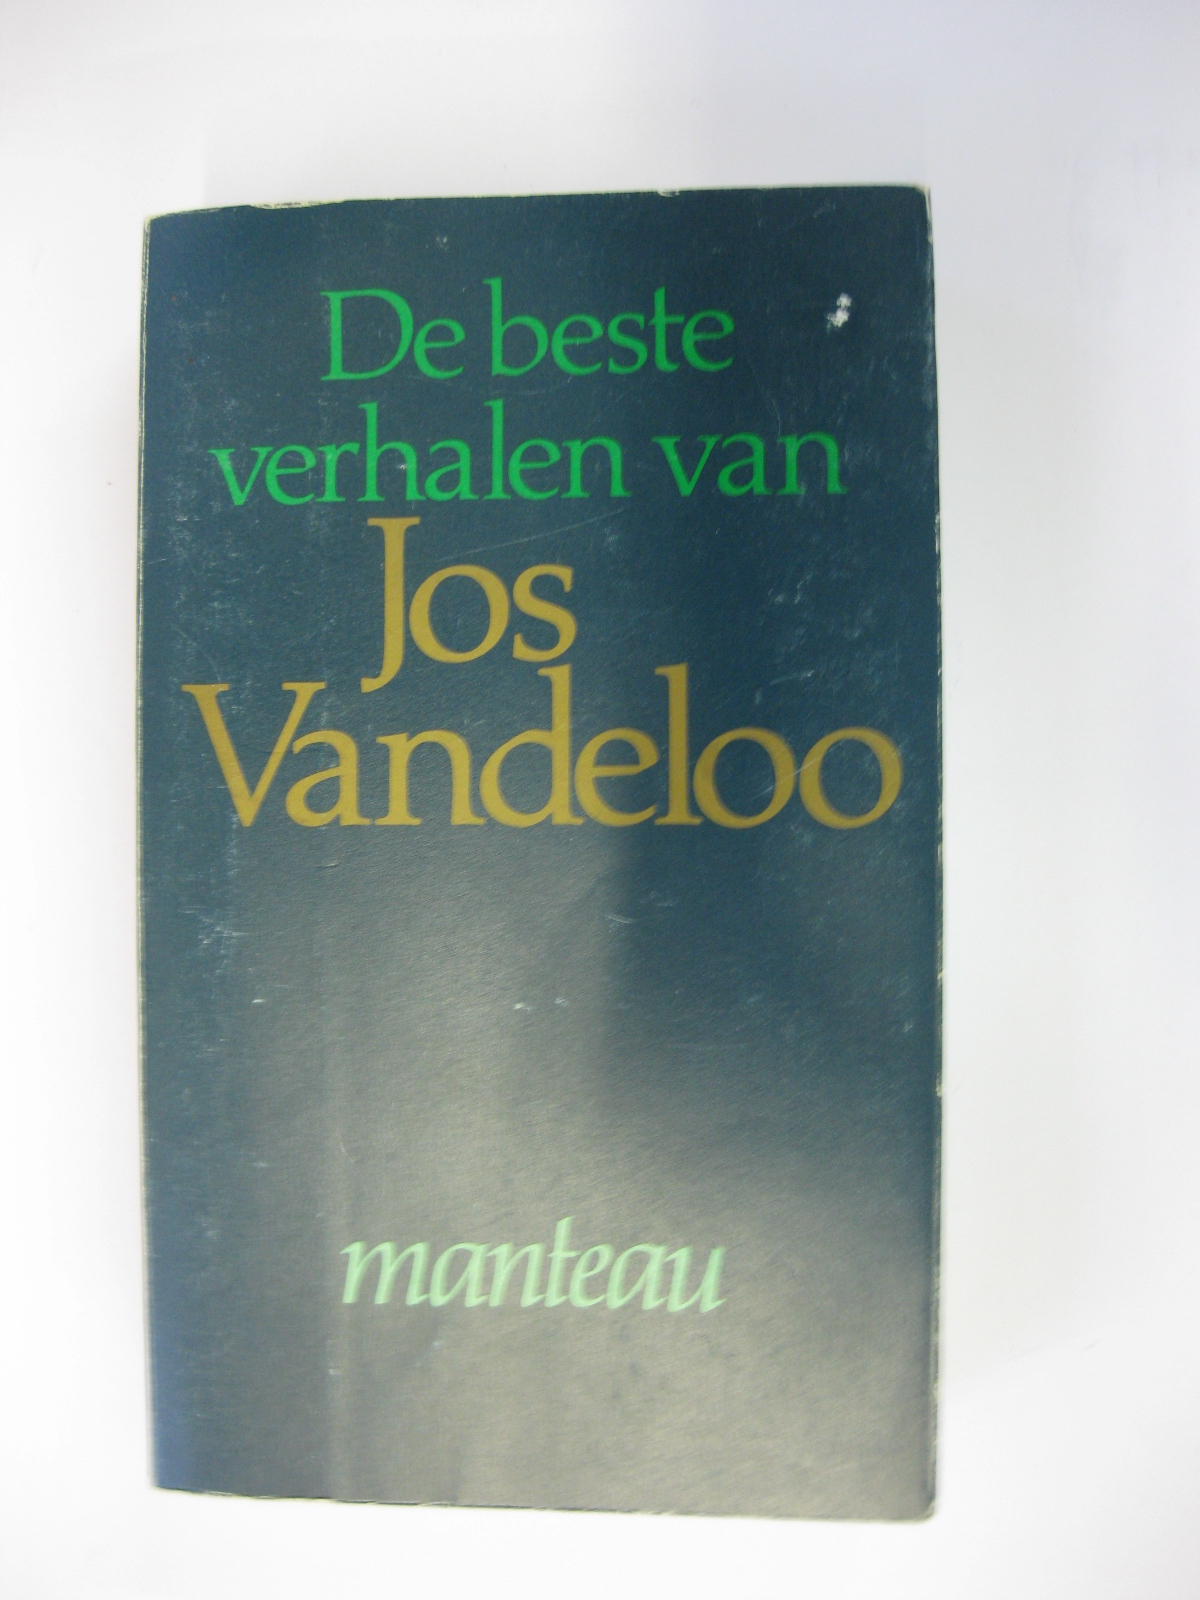 De beste
verhalen van
Jos
Vandeloo
manteau